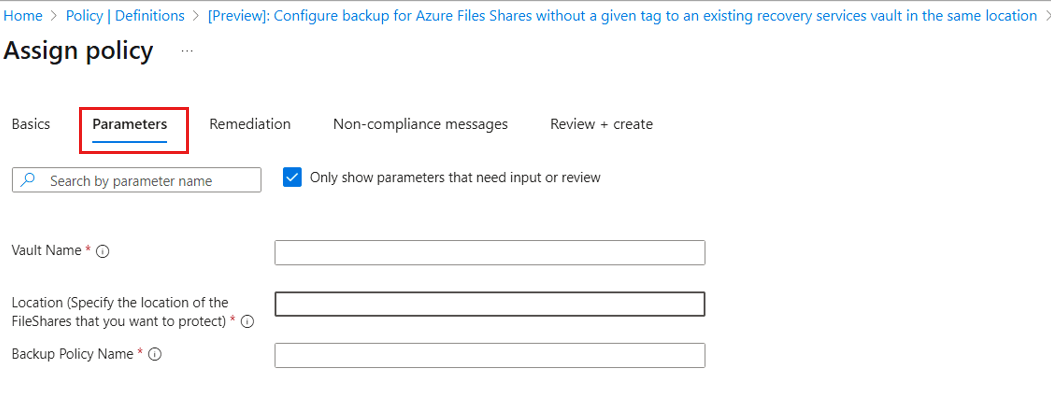 Home > Policy | Definitions > [Preview]: Configure backup for Azure Files Shares without a given tag to an existing recovery services vault in the same location >
Assign policy ...
Basics Parameters Remediation Non-compliance messages Review + create
Search by parameter name Only show parameters that need input or review
Vault Name *
Location (Specify the location of the
FileShares that you want to protect) *
Backup Policy Name *